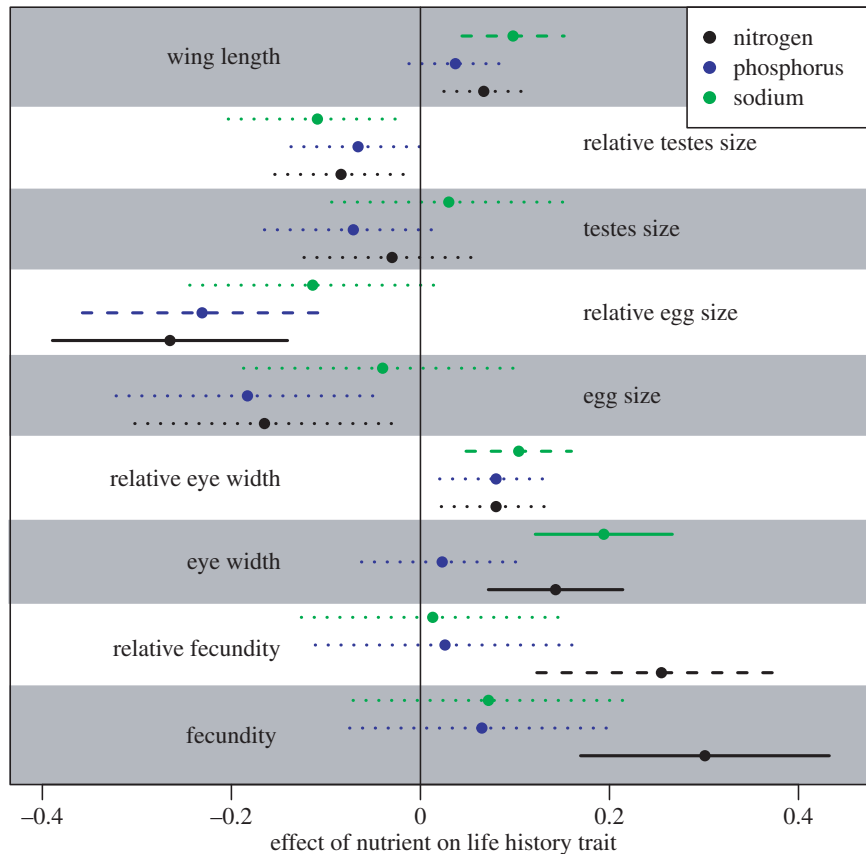 wing length
nitrogen
phosphorus
sodium
relative testes size
testes size
relative egg size
egg size
relative eye width
eye width
relative fecundity
fecundity
−0.4 −0.2 0 0.2 0.4
effect of nutrient on life history trait